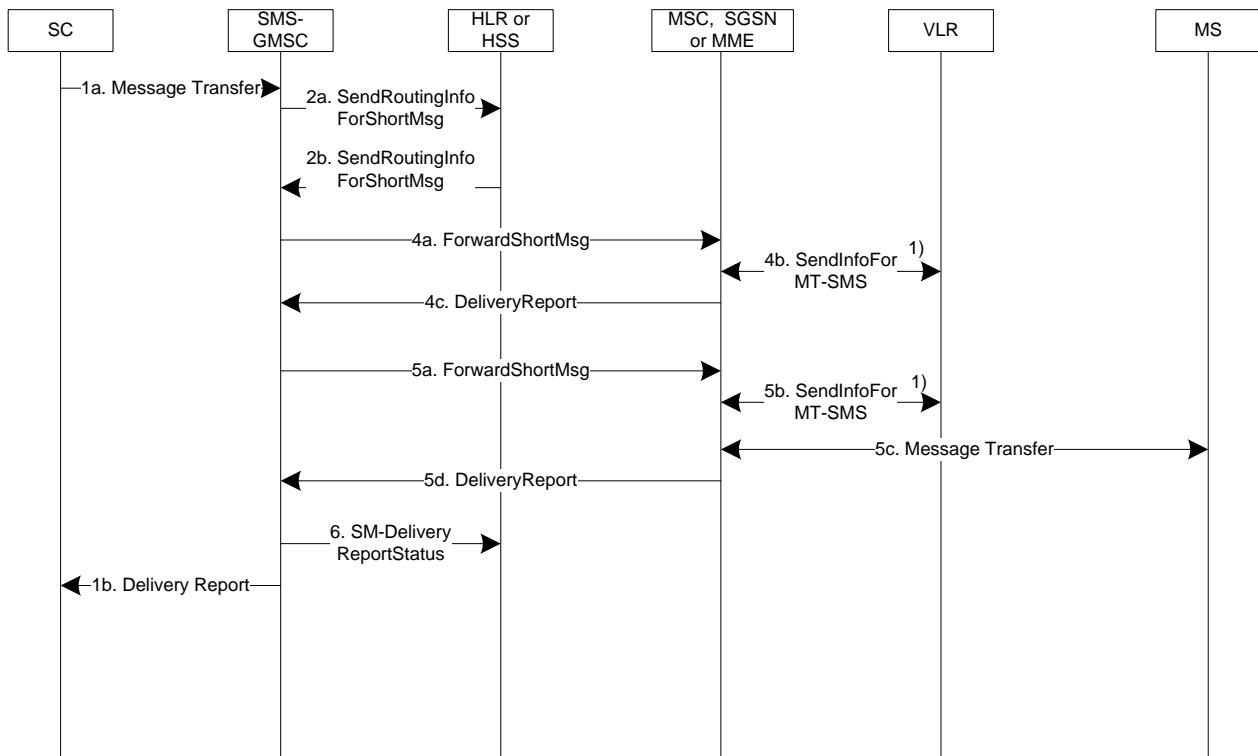 SC
SMS-
GMSC
HLR or
HSS
MSC, SGSN
or MME
VLR
MS
1a. Message Transfer
2a. SendRoutingInfo
ForShortMsg
2b. SendRoutingInfo
ForShortMsg
4a. ForwardShortMsg
4b. SendInfoFor
MT-SMS
1)
4c. DeliveryReport
5a. ForwardShortMsg
5b. SendInfoFor
MT-SMS
1)
5c. Message Transfer
5d. DeliveryReport
6. SM-Delivery
ReportStatus
1b. Delivery Report